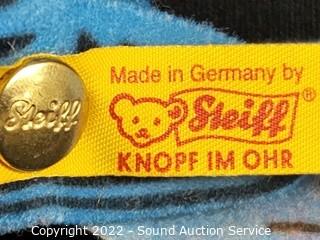 Made in Germany by
Steiff
Steiff®
KNOPF IM OHR
Copyright 2022 - Sound Auction Service